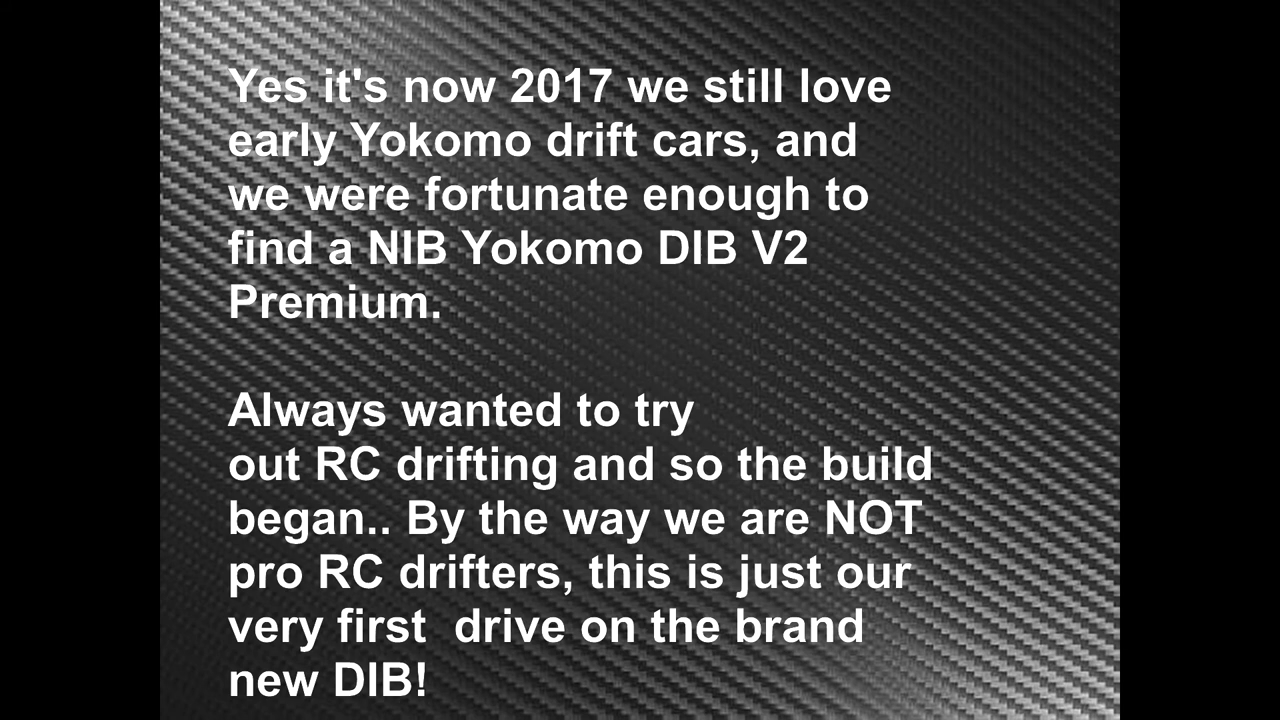 Yes it's now 2017 we still love
early Yokomo drift cars, and
we were fortunate enough to
find a NIB Yokomo DIB V2
Premium.
Always wanted to try
out RC drifting and so the build
began.. By the way we are NOT
pro RC drifters, this is just our
very first  drive on the brand
new DIB!